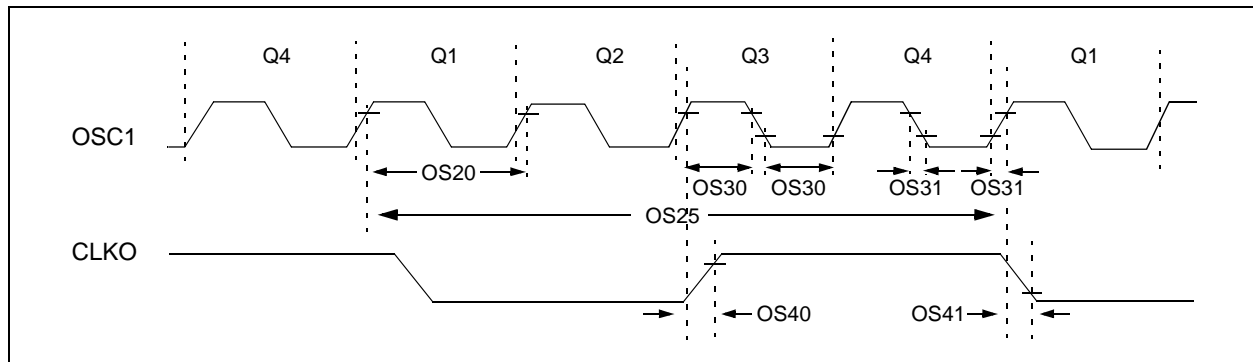 Q4 Q1 Q2 Q3 Q4 Q1
OSC1
OS20 OS30 OS30 OS31 OS31
OS25
CLKO
OS40 OS41